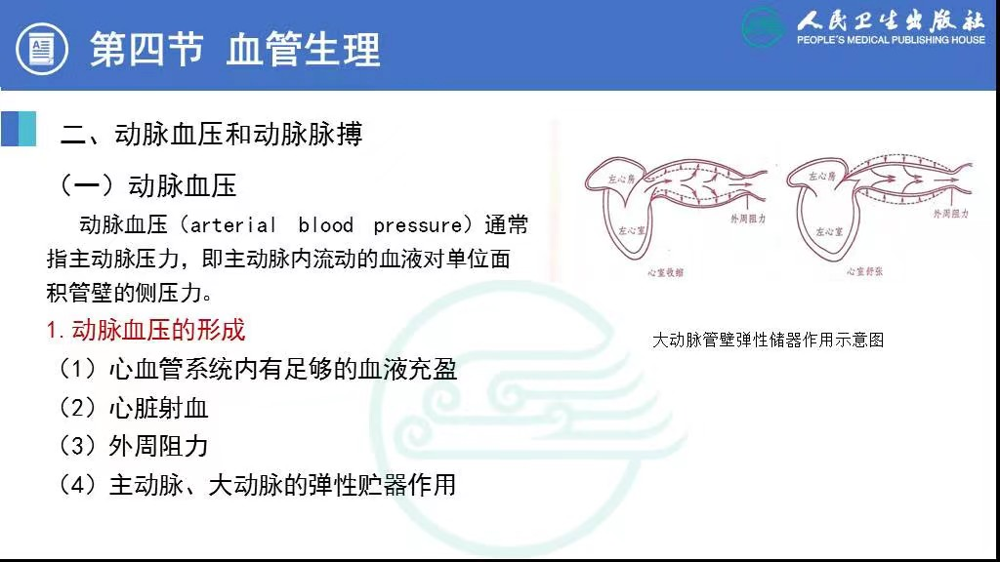 第四节 血管生理
人民卫生出版社
PEOPLE'S MEDICAL PUBLISHING HOUSE
二、动脉血压和动脉脉搏
（一）动脉血压
动脉血压（arterial blood pressure）通常
指主动脉压力，即主动脉内流动的血液对单位面
积管壁的侧压力。
1.动脉血压的形成
（1）心血管系统内有足够的血液充盈
（2）心脏射血
（3）外周阻力
（4）主动脉、大动脉的弹性贮器作用
左心房
左心室
外周阻力
心室收缩
左心房
左心室
外周阻力
心室舒张
大动脉管壁弹性储器作用示意图